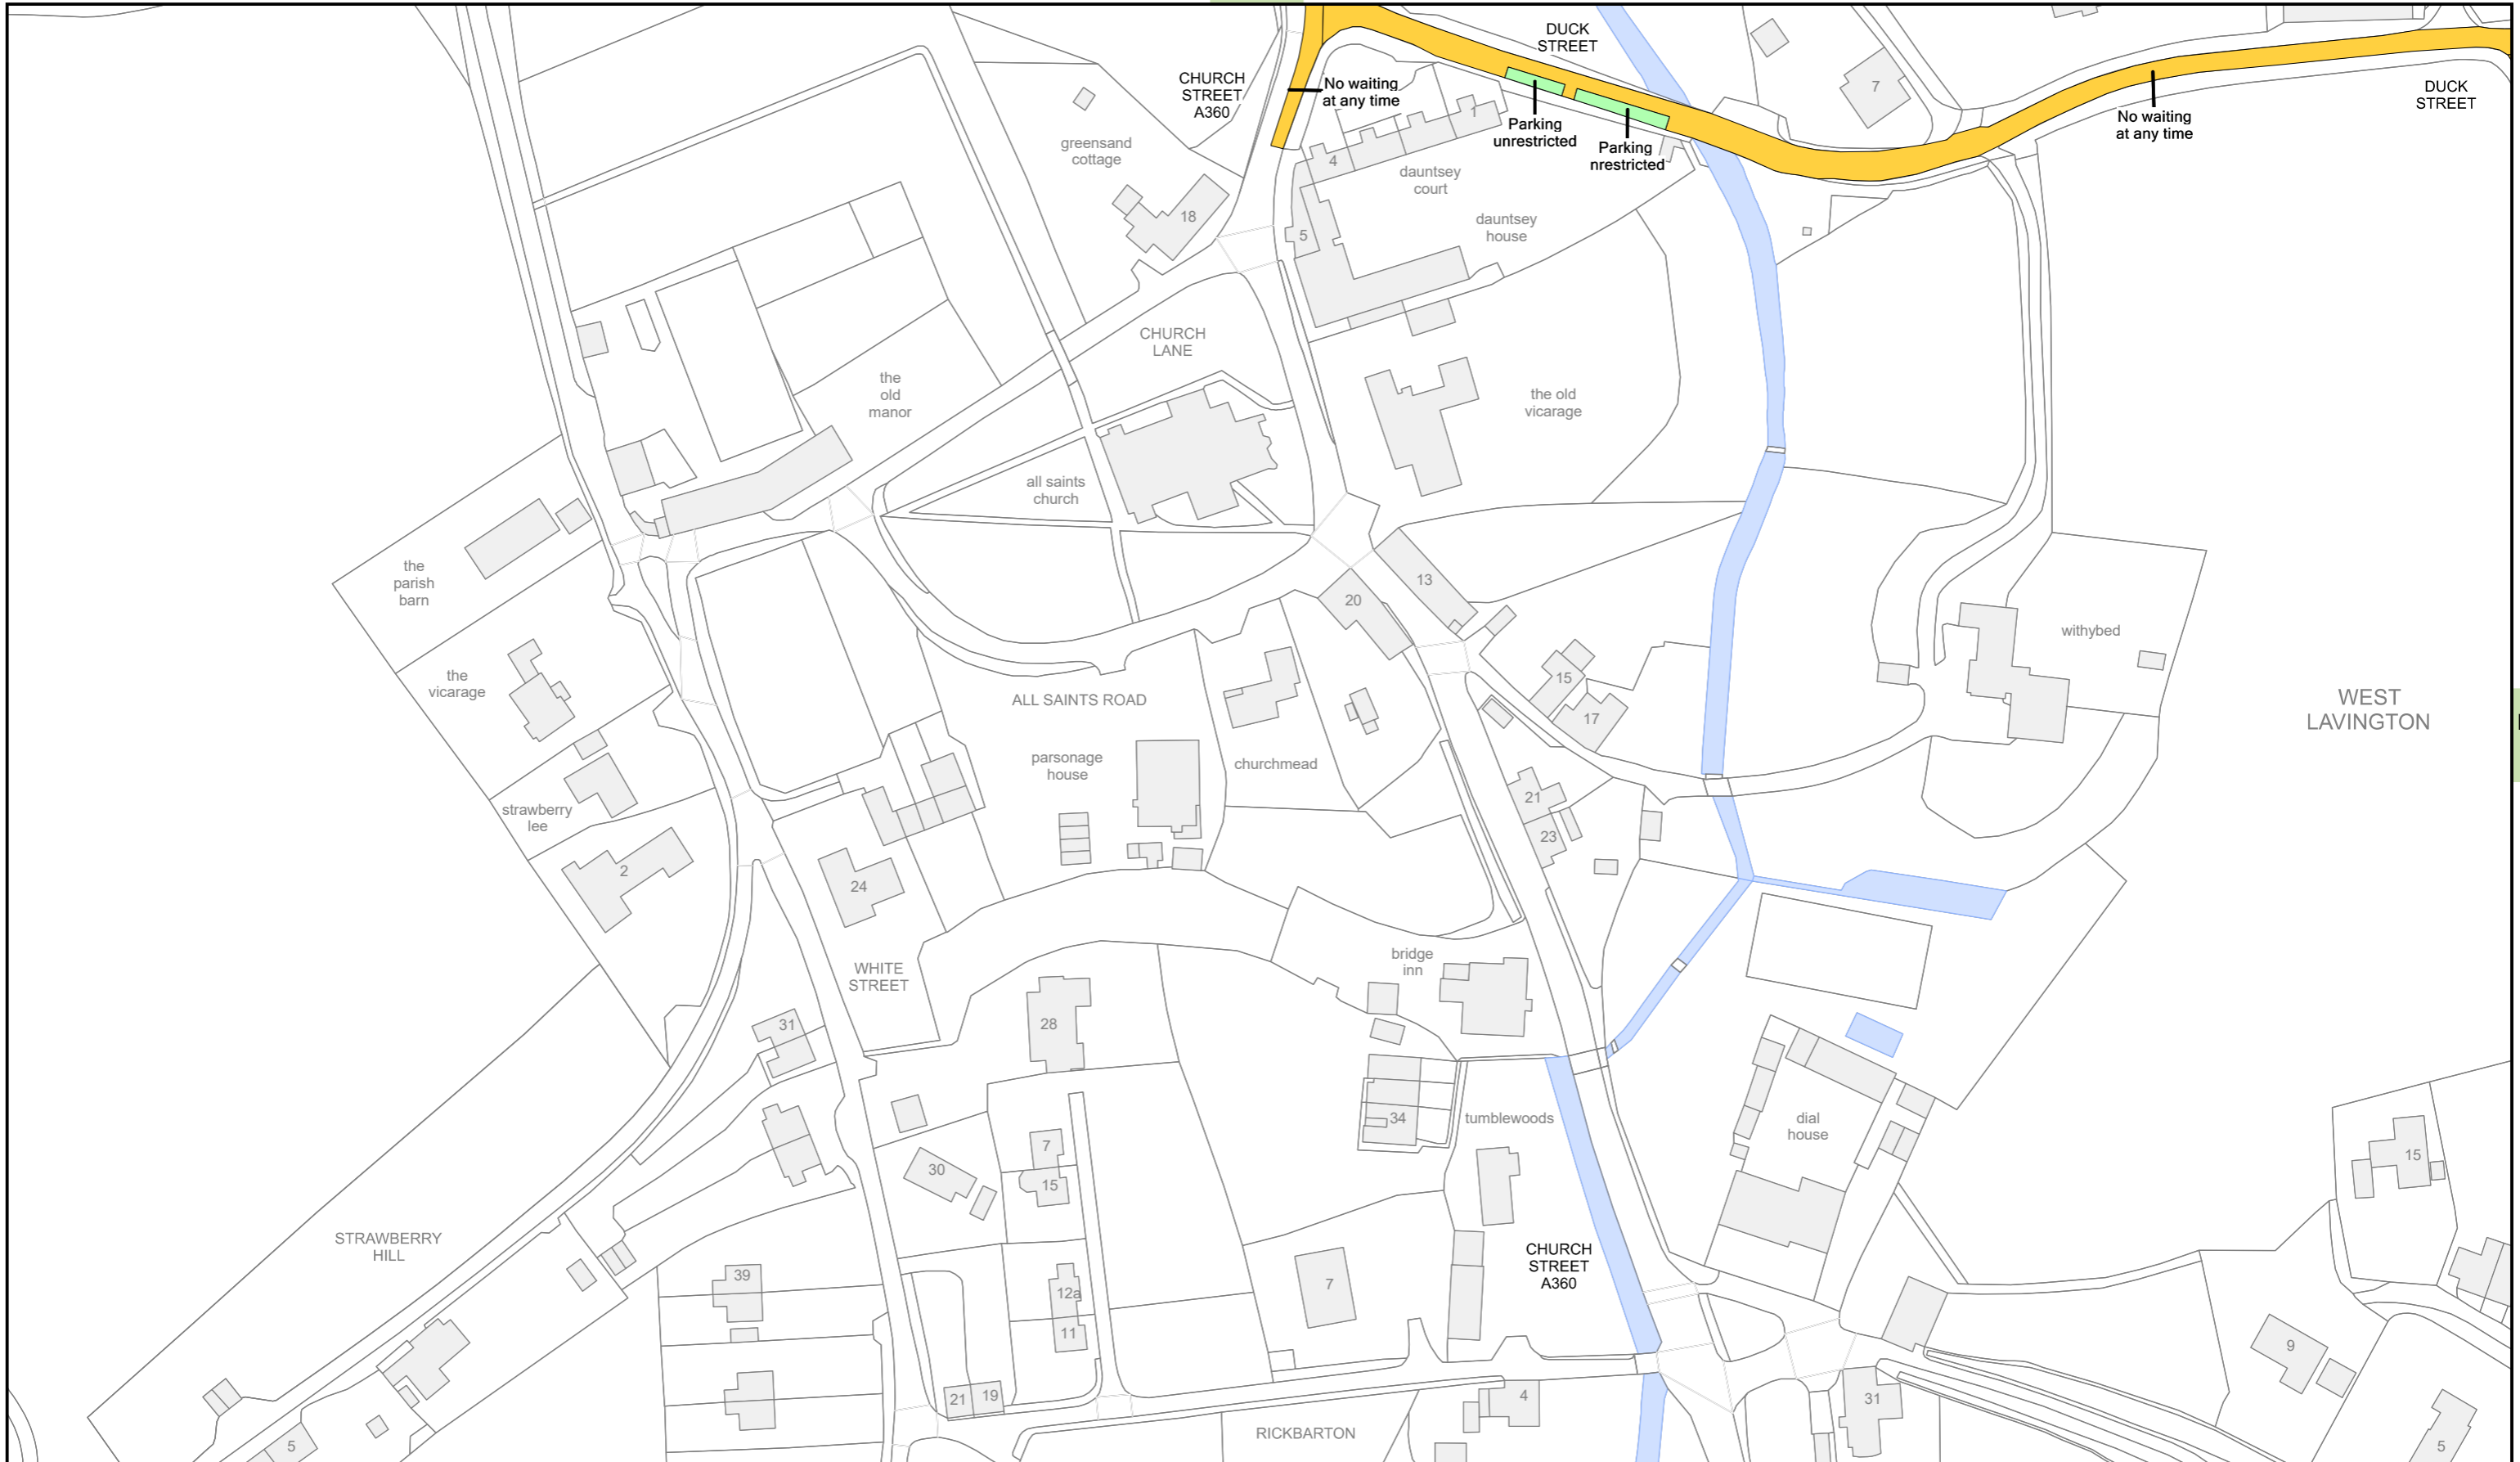 DUCK
STREET
CHURCH
STREET
A360
No waiting
at any time
7
DUCK
STREET
No waiting
at any time
1
Parking
unrestricted
Parking
nrestricted
greensand
cottage
4
dauntsey
court
18
5
dauntsey
house
CHURCH
LANE
the
old
manor
the old
vicarage
all saints
church
the
parish
barn
13
20
withybed
the
vicarage
15
17
ALL SAINTS ROAD
WEST
LAVINGTON
parsonage
house
churchmead
21
strawberry
lee
23
2
24
bridge
inn
WHITE
STREET
31
28
34
tumblewoods
dial
house
7
30
15
15
STRAWBERRY
HILL
CHURCH
STREET
A360
39
7
12a
11
9
21
19
4
31
RICKBARTON
5
5